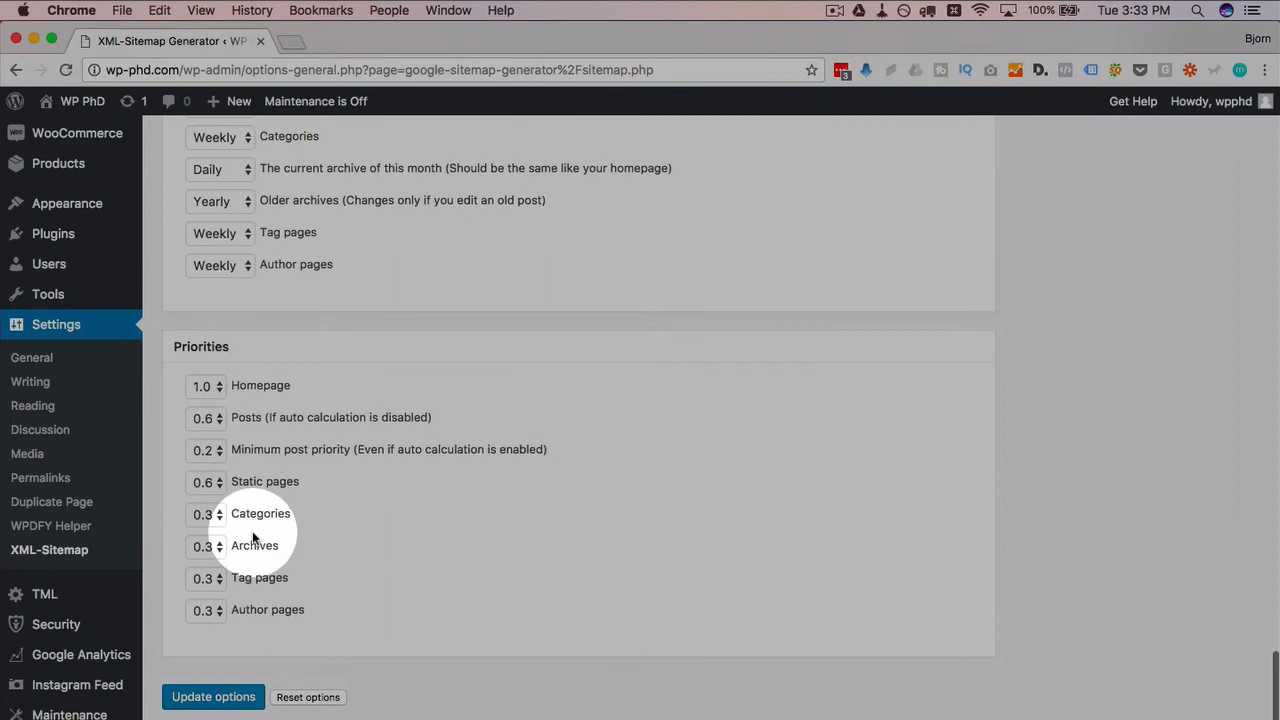 Chrome File Edit View History Bookmarks People Window Help 100% Tue 3:33 PM
XML-Sitemap Generator ‹ WP Bjorn
wp-phd.com/wp-admin/options-general.php?page=google-sitemap-generator%2Fsitemap.php 3
WP PhD 1 0 New Maintenance is Off Get Help Howdy, wpphd
WooCommerce
Products
Appearance
Plugins
Users
Tools
Settings
General
Writing
Reading
Discussion
Media
Permalinks
Duplicate Page
WPDFY Helper
XML-Sitemap
TML
Security
Google Analytics
Instagram Feed
Maintenance
Weekly Categories
Daily The current archive of this month (Should be the same like your homepage)
Yearly Older archives (Changes only if you edit an old post)
Weekly Tag pages
Weekly Author pages
Priorities
1.0 Homepage
0.6 Posts (If auto calculation is disabled)
0.2 Minimum post priority (Even if auto calculation is enabled)
0.6 Static pages
0.3 Categories
0.3 Archives
0.3 Tag pages
0.3 Author pages
Update options Reset options